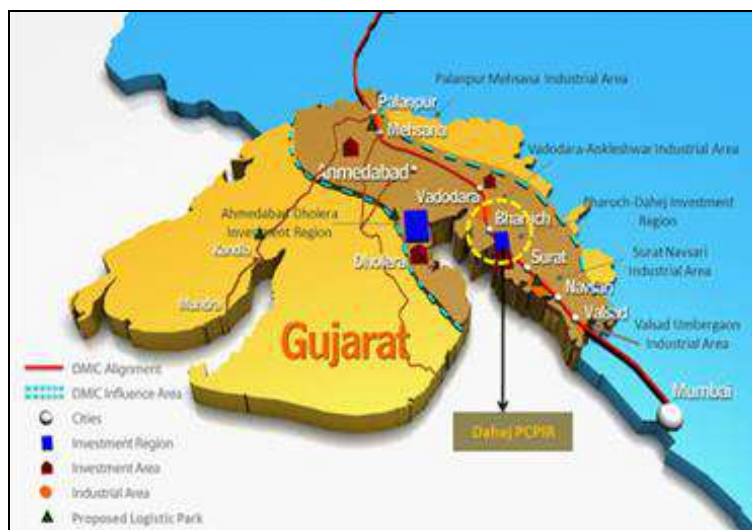 Palanpur Mehsana Industrial Area
Palanpur
Mehsana
Vadodara-Ankleshwar Industrial Area
Anmedabad
Vadodara
Bharuch
Bharuch-Dahej Investment
Region
Ahmedabad Dholera
Investment Region
Kandla
Dholara
Surat
Surat Navsari
Industrial Area
Mundra
Navsari
Valsad
Valsad Umbergaon
Industrial Area
Gujarat
Mumbai
Dahej PCPIR
DMIC Alignment
DMIC Influence Area
Cities
Investment Region
Investment Area
Industrial Area
Proposed Logistic Park